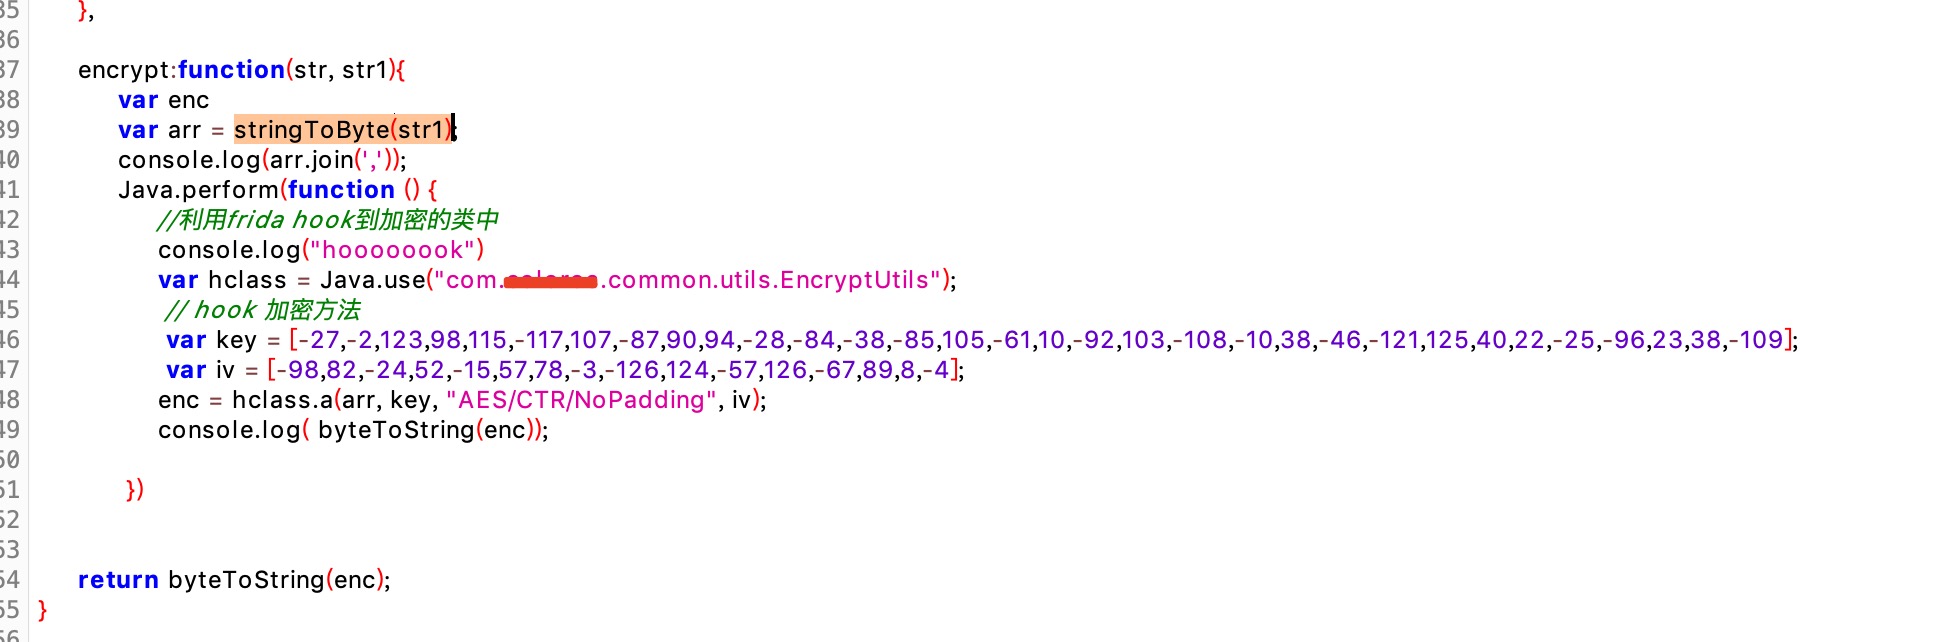 35 },
36
37 encrypt:function(str, str1){
38 var enc
39 var arr = stringToByte(str1);
40 console.log(arr.join(','));
41 Java.perform(function () {
42 //利用frida hook到加密的类中
43 console.log("hoooooook")
44 var hclass = Java.use("com. .common.utils.EncryptUtils");
45 // hook 加密方法
46 var key = [-27,-2,123,98,115,-117,107,-87,90,94,-28,-84,-38,-85,105,-61,10,-92,103,-108,-10,38,-46,-121,125,40,22,-25,-96,23,38,-109];
47 var iv = [-98,82,-24,52,-15,57,78,-3,-126,124,-57,126,-67,89,8,-4];
48 enc = hclass.a(arr, key, "AES/CTR/NoPadding", iv);
49 console.log( byteToString(enc));
50
51 })
52
53
54 return byteToString(enc);
55 }
56